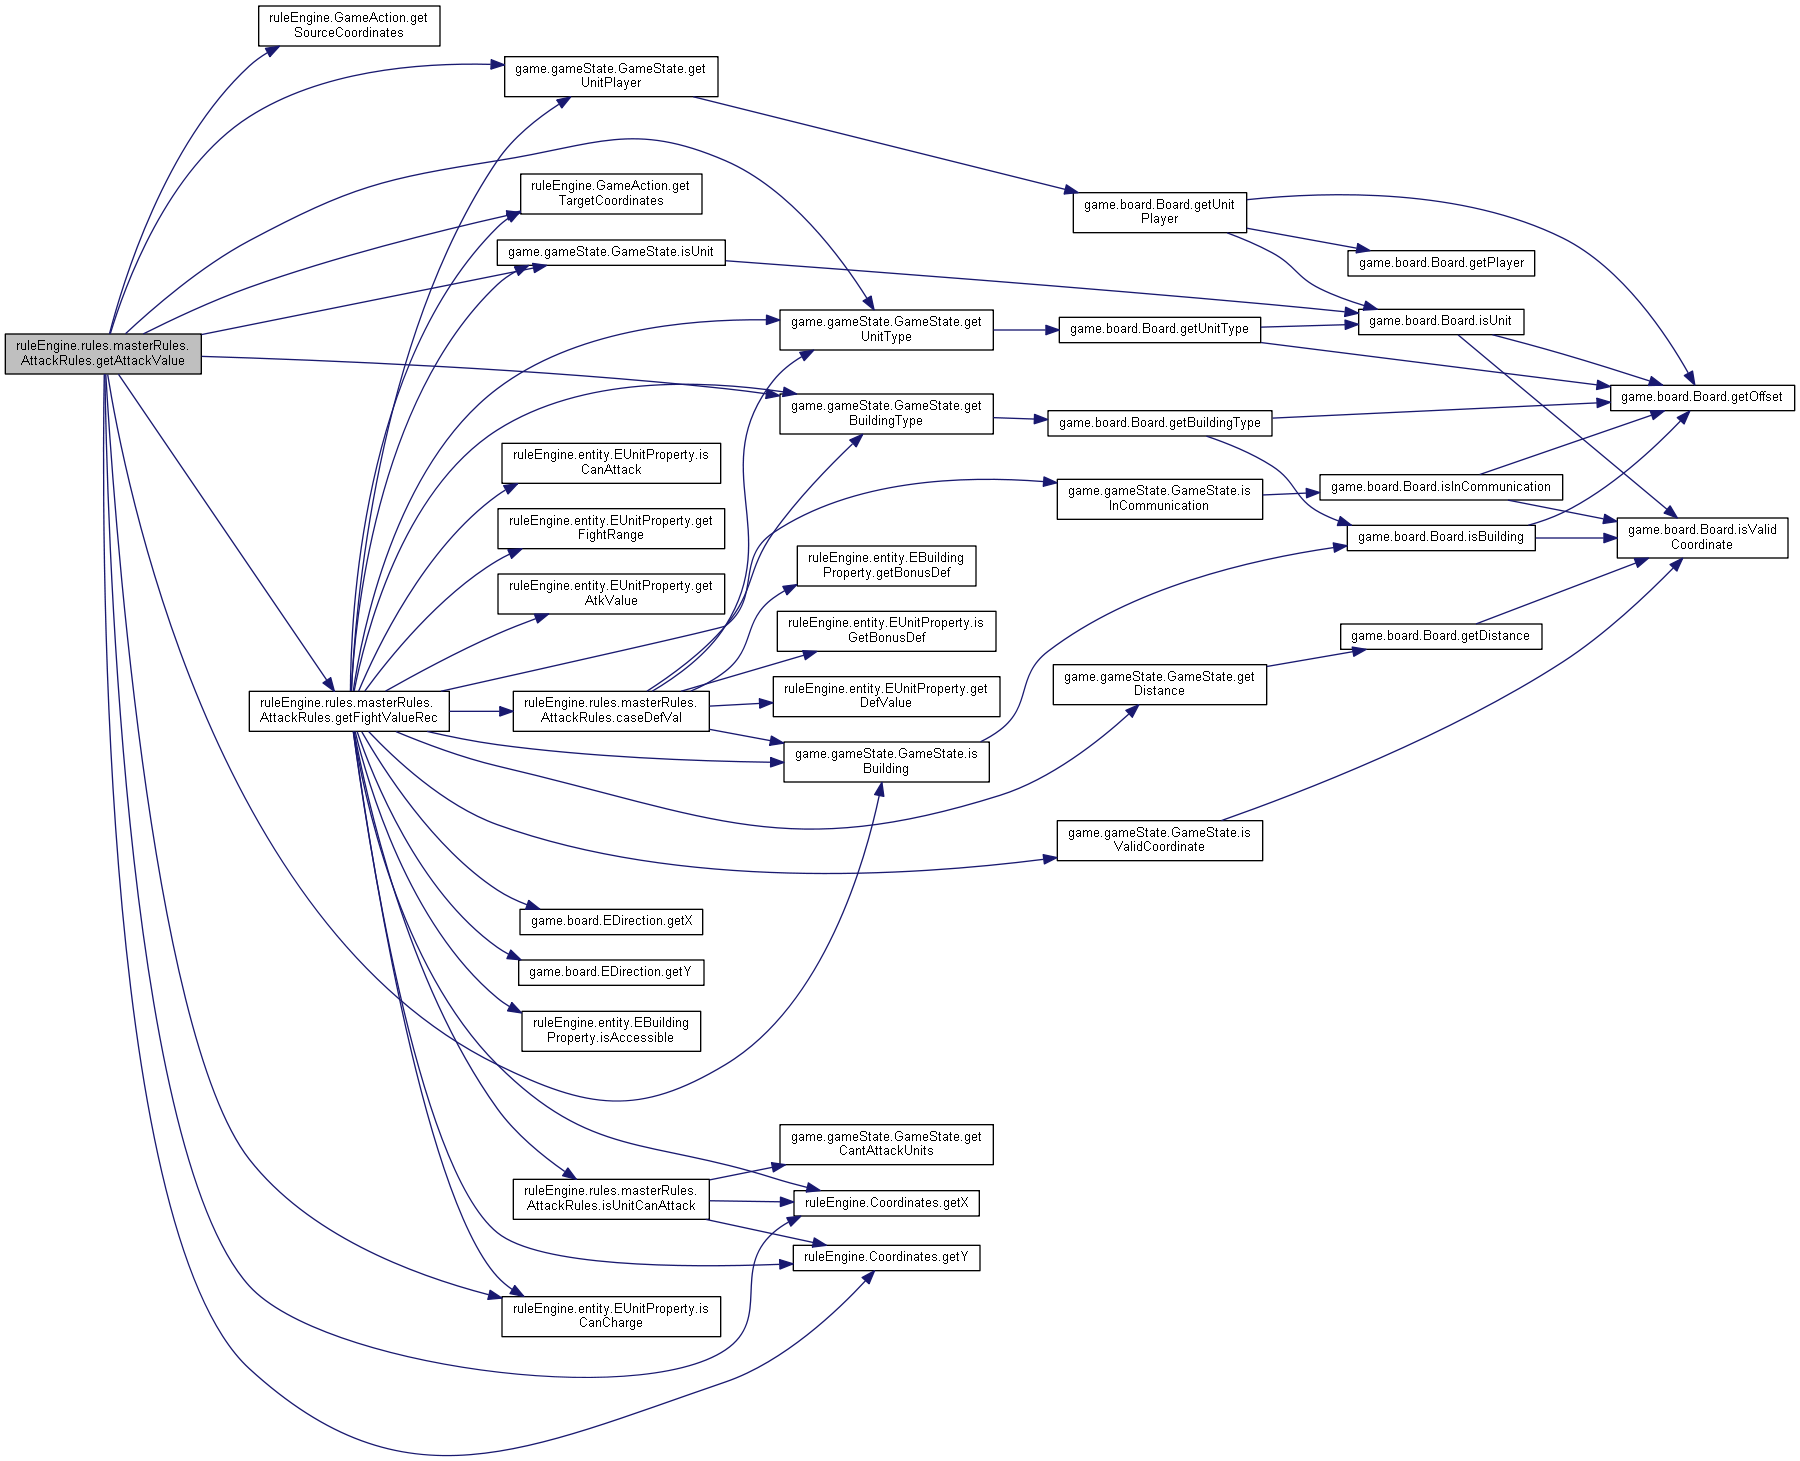 ruleEngine.GameAction.get
SourceCoordinates
game.gameState.GameState.get
UnitPlayer
ruleEngine.GameAction.get
TargetCoordinates
game.board.Board.getUnit
Player
game.gameState.GameState.isUnit
game.board.Board.getPlayer
ruleEngine.rules.masterRules.
AttackRules.getAttackValue
game.gameState.GameState.get
UnitType
game.board.Board.getUnitType
game.board.Board.isUnit
game.gameState.GameState.get
BuildingType
game.board.Board.getBuildingType
game.board.Board.getOffset
ruleEngine.entity.EUnitProperty.is
CanAttack
game.gameState.GameState.is
InCommunication
game.board.Board.isInCommunication
ruleEngine.entity.EUnitProperty.get
FightRange
game.board.Board.isBuilding
game.board.Board.isValid
Coordinate
ruleEngine.entity.EBuilding
Property.getBonusDef
ruleEngine.entity.EUnitProperty.get
AtkValue
ruleEngine.entity.EUnitProperty.is
GetBonusDef
game.board.Board.getDistance
ruleEngine.rules.masterRules.
AttackRules.getFightValueRec
ruleEngine.rules.masterRules.
AttackRules.caseDefVal
ruleEngine.entity.EUnitProperty.get
DefValue
game.gameState.GameState.get
Distance
game.gameState.GameState.is
Building
game.gameState.GameState.is
ValidCoordinate
game.board.EDirection.getX
game.board.EDirection.getY
ruleEngine.entity.EBuilding
Property.isAccessible
game.gameState.GameState.get
CantAttackUnits
ruleEngine.rules.masterRules.
AttackRules.isUnitCanAttack
ruleEngine.Coordinates.getX
ruleEngine.Coordinates.getY
ruleEngine.entity.EUnitProperty.is
CanCharge